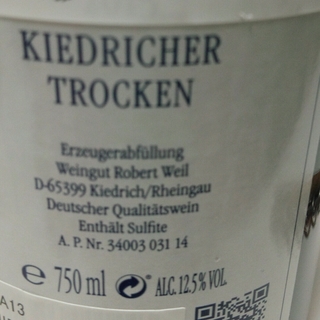 KIEDRICHER
TROCKEN
Erzeugerabfüllung
Weingut Robert Weil
D-65399 Kiedrich/Rheingau
Deutscher Qualitätswein
Enthält Sulfite
A. P. Nr. 34003 031 14
℮ 750 ml ALC. 12.5% VOL.
A13